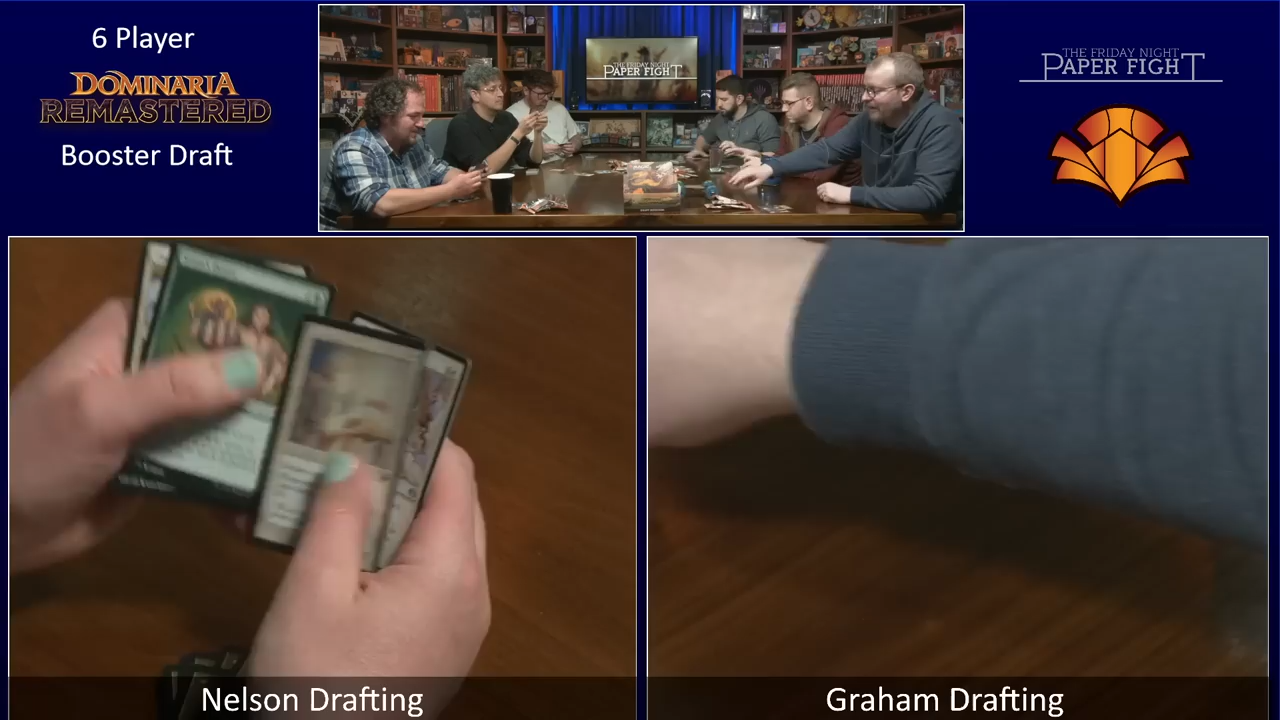 6 Player
DOMINARIA
REMASTERED
Booster Draft
THE FRIDAY NIGHT
PAPER FIGHT
THE FRIDAY NIGHT
PAPER FIGHT
Nelson Drafting
Graham Drafting